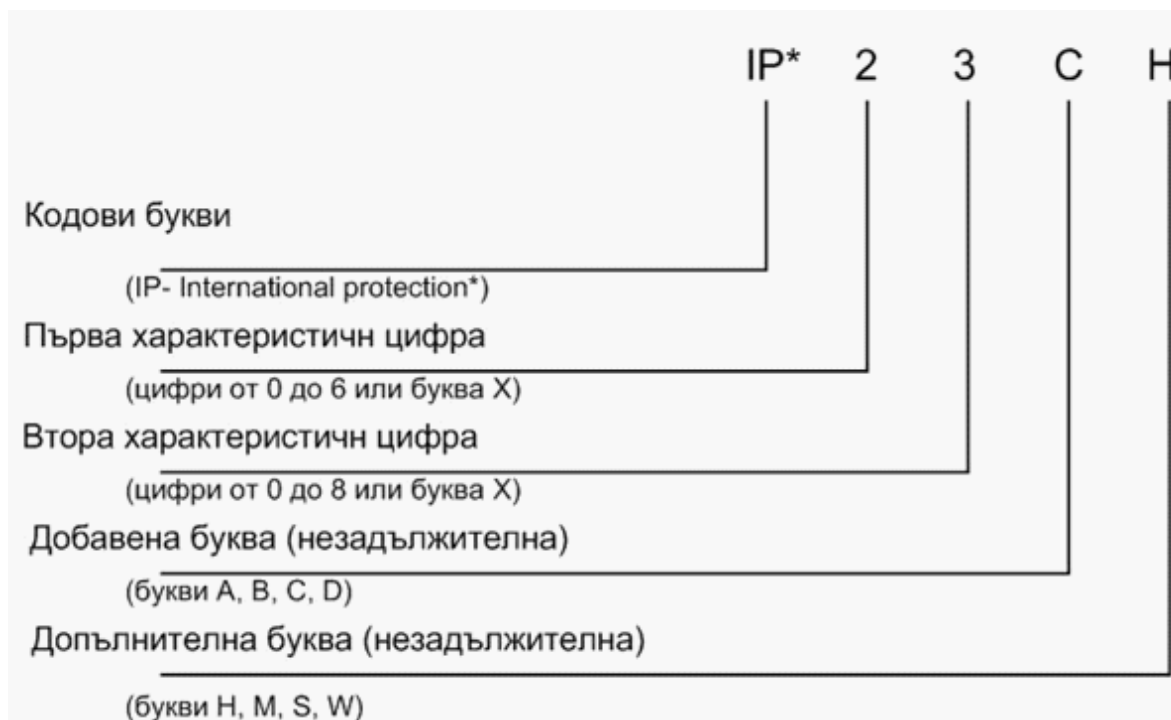 IP* 2 3 C H
Кодови букви
(IP- International protection*)
Първа характеристичн цифра
(цифри от 0 до 6 или буква X)
Втора характеристичн цифра
(цифри от 0 до 8 или буква X)
Добавена буква (незадължителна)
(букви A, B, C, D)
Допълнителна буква (незадължителна)
(букви H, M, S, W)